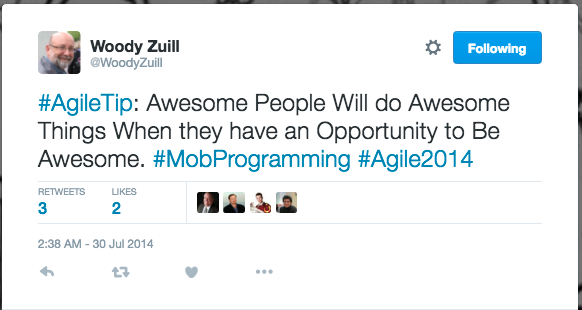 Woody Zuill
@WoodyZuill
Following
#AgileTip: Awesome People Will do Awesome
Things When they have an Opportunity to Be
Awesome. #MobProgramming #Agile2014
RETWEETS LIKES
3 2
2:38 AM - 30 Jul 2014